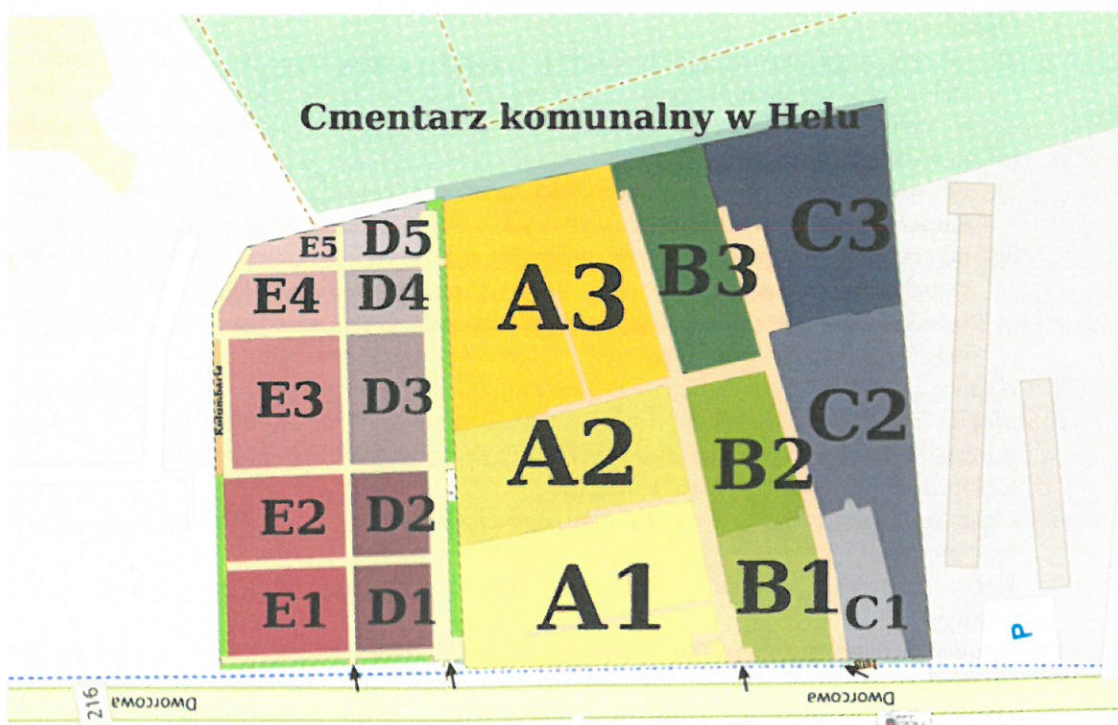 Cmentarz komunalny w Helu
E5 D5 C3
E4 D4 A3 B3
Kolumbaria
E3 D3 C2
A2 B2
E2 D2
E1 D1 A1 B1 C1
P
216
Dworcowa
Dworcowa